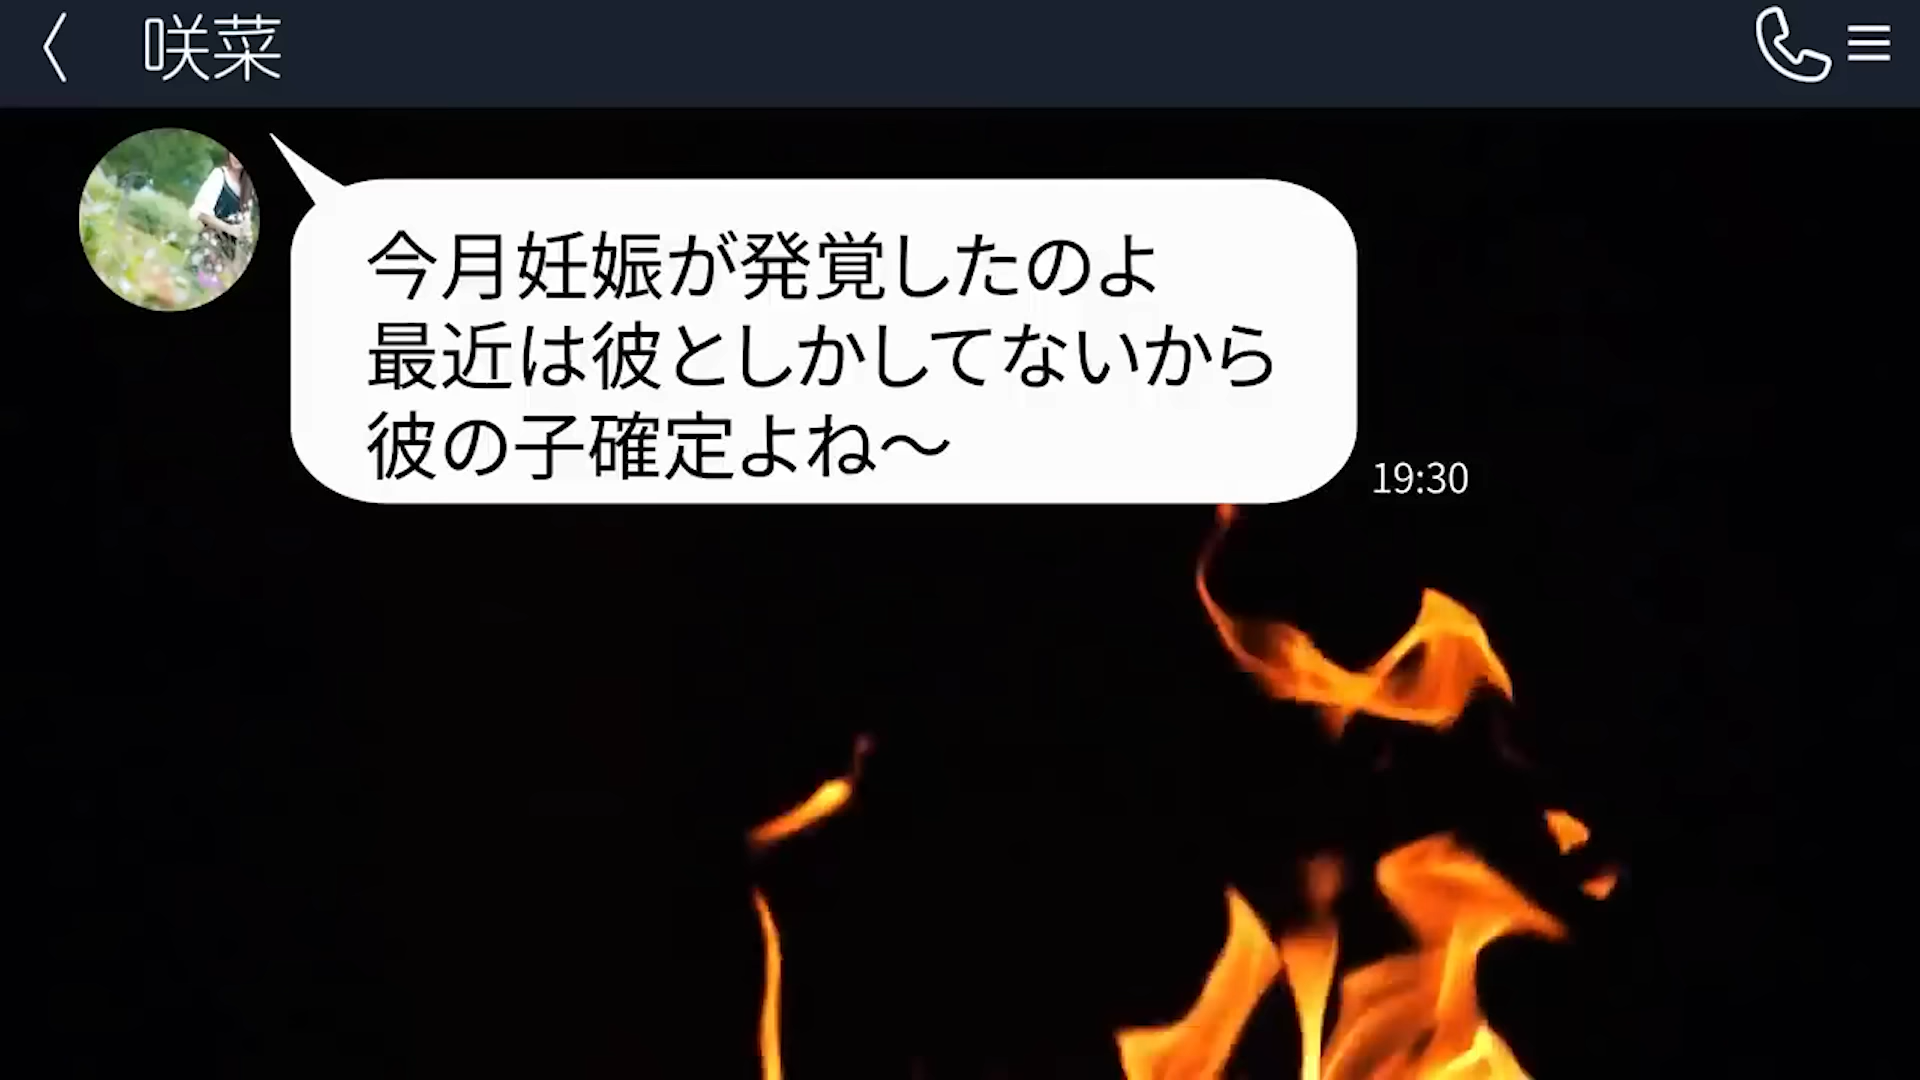 咲菜
今月妊娠が発覚したのよ
最近は彼としかしてないから
彼の子確定よね〜
19:30